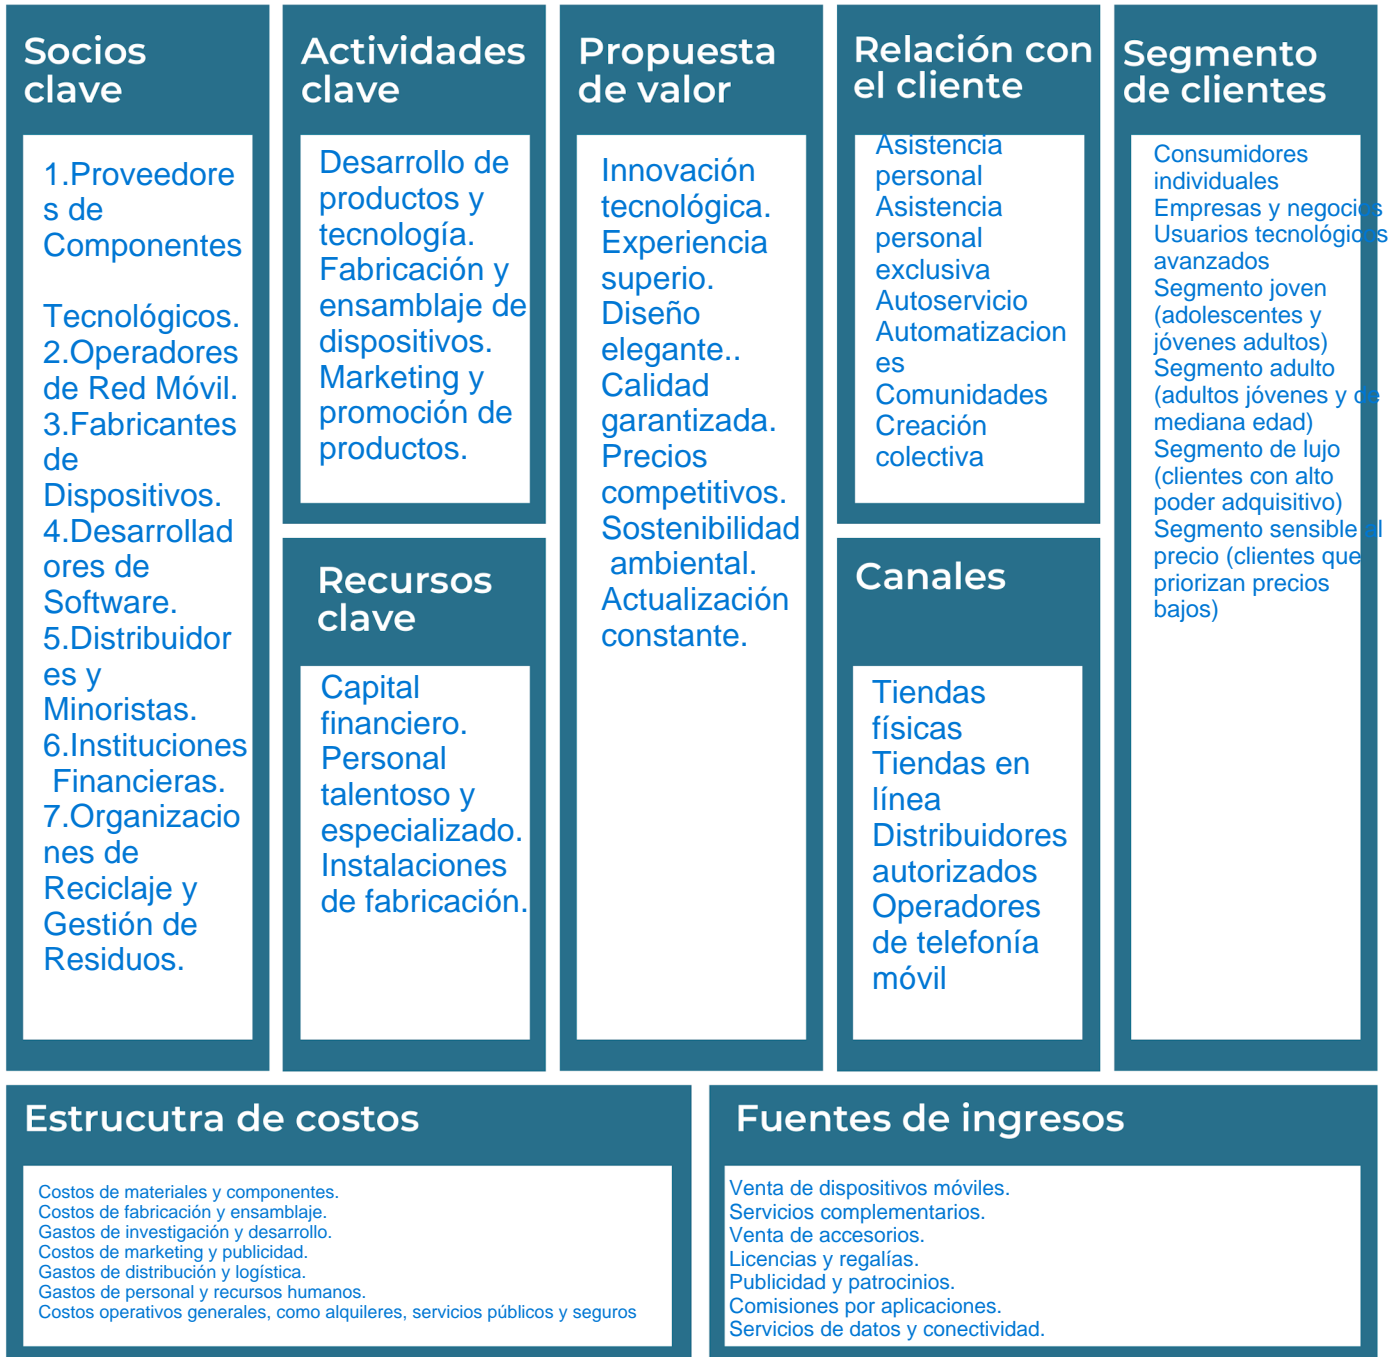 Socios
clave
1.Proveedore
s de
Componentes
Tecnológicos.
2.Operadores
de Red Móvil.
3.Fabricantes
de
Dispositivos.
4.Desarrollad
ores de
Software.
5.Distribuidor
es y
Minoristas.
6.Instituciones
Financieras.
7.Organizacio
nes de
Reciclaje y
Gestión de
Residuos.
Actividades
clave
Desarrollo de
productos y
tecnología.
Fabricación y
ensamblaje de
dispositivos.
Marketing y
promoción de
productos.
Recursos
clave
Capital
financiero.
Personal
talentoso y
especializado.
Instalaciones
de fabricación.
Propuesta
de valor
Innovación
tecnológica.
Experiencia
superio.
Diseño
elegante..
Calidad
garantizada.
Precios
competitivos.
Sostenibilidad
ambiental.
Actualización
constante.
Relación con
el cliente
Asistencia
personal
Asistencia
personal
exclusiva
Autoservicio
Automatizacion
es
Comunidades
Creación
colectiva
Canales
Tiendas
físicas
Tiendas en
línea
Distribuidores
autorizados
Operadores
de telefonía
móvil
Segmento
de clientes
Consumidores
individuales
Empresas y negocios
Usuarios tecnológicos
avanzados
Segmento joven
(adolescentes y
jóvenes adultos)
Segmento adulto
(adultos jóvenes y de
mediana edad)
Segmento de lujo
(clientes con alto
poder adquisitivo)
Segmento sensible al
precio (clientes que
priorizan precios
bajos)
Estrucutra de costos
Costos de materiales y componentes.
Costos de fabricación y ensamblaje.
Gastos de investigación y desarrollo.
Costos de marketing y publicidad.
Gastos de distribución y logística.
Gastos de personal y recursos humanos.
Costos operativos generales, como alquileres, servicios públicos y seguros
Fuentes de ingresos
Venta de dispositivos móviles.
Servicios complementarios.
Venta de accesorios.
Licencias y regalías.
Publicidad y patrocinios.
Comisiones por aplicaciones.
Servicios de datos y conectividad.